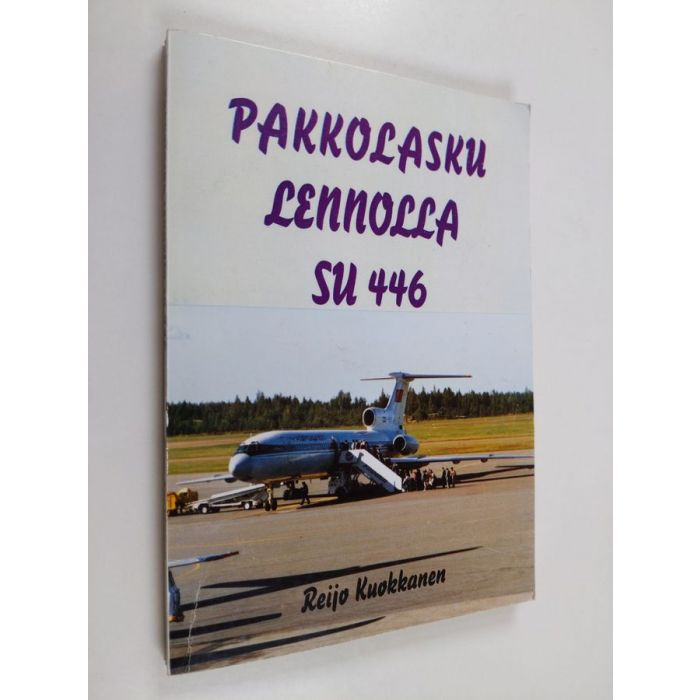 PAKKOLASKU
LENNOLLA
SU 446
Reijo Kuokkanen